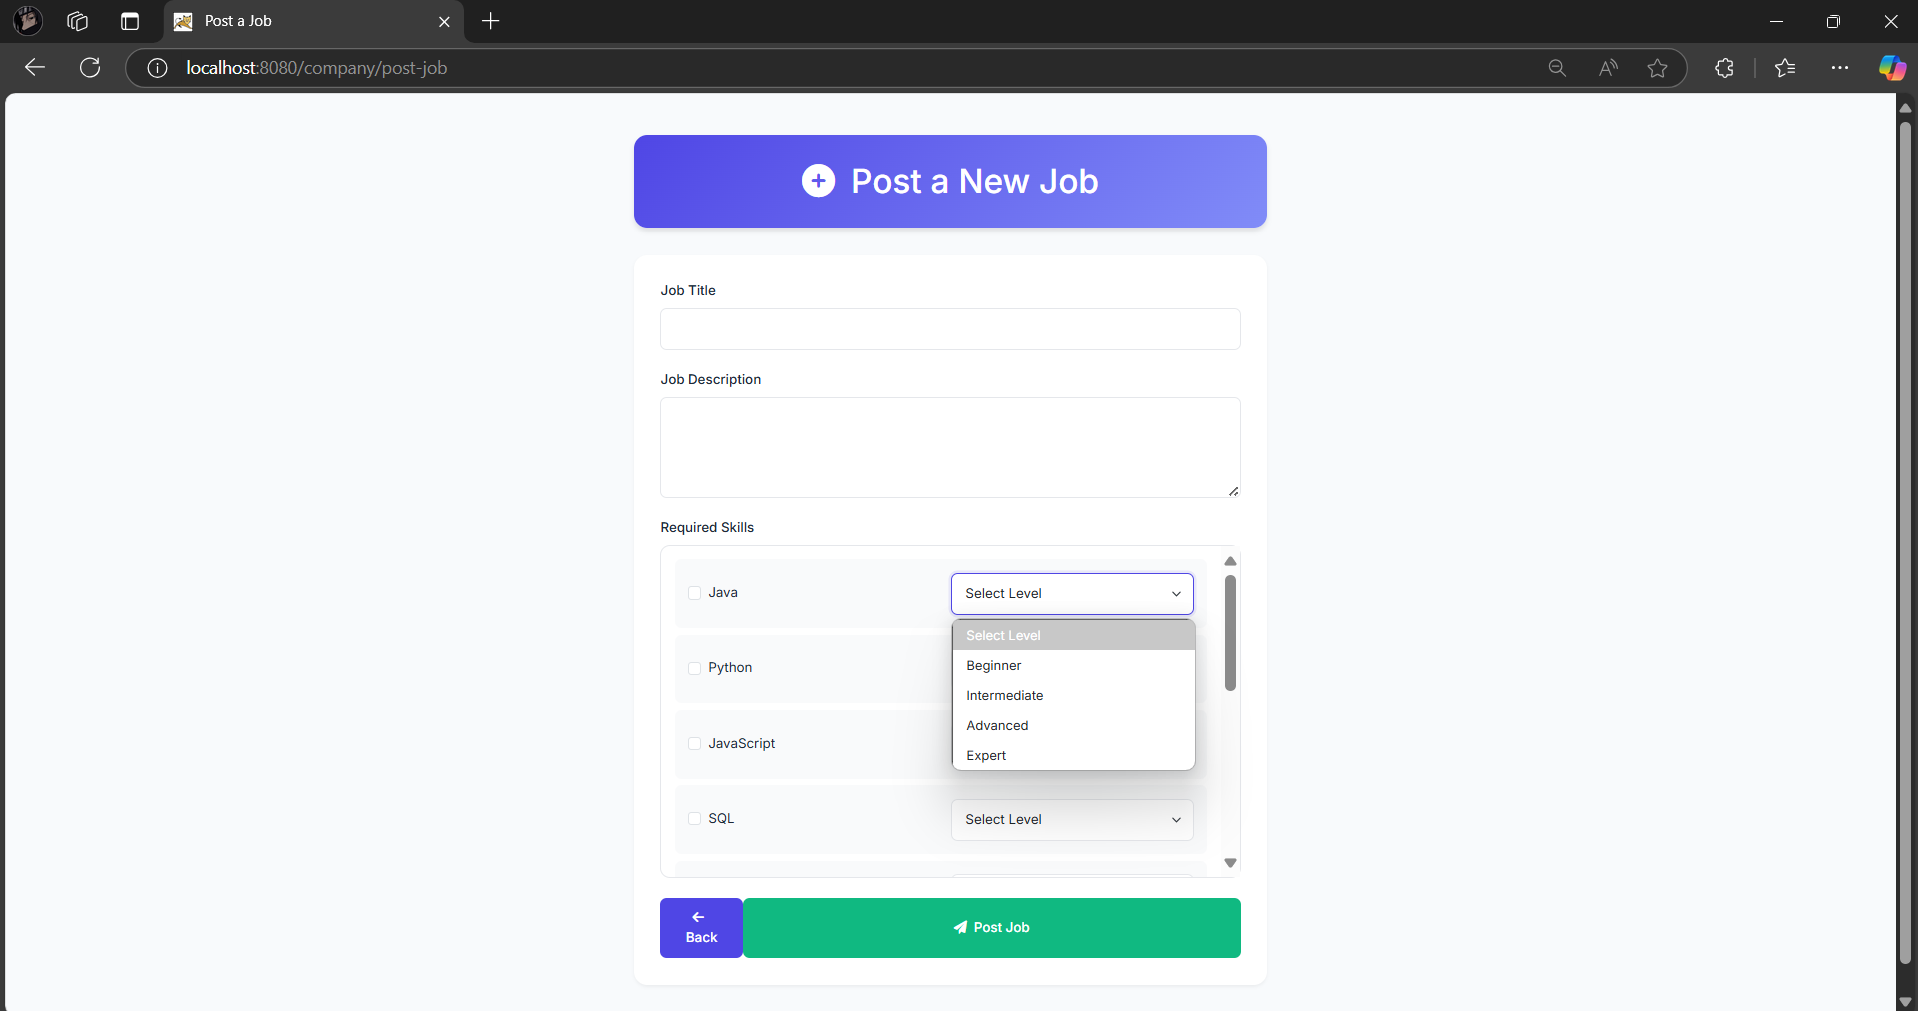 Post a Job
localhost:8080/company/post-job
Post a New Job
Job Title
Job Description
Required Skills
Java
Select Level
Select Level
Beginner
Intermediate
Advanced
Expert
Python
JavaScript
SQL
Select Level
Back
Post Job